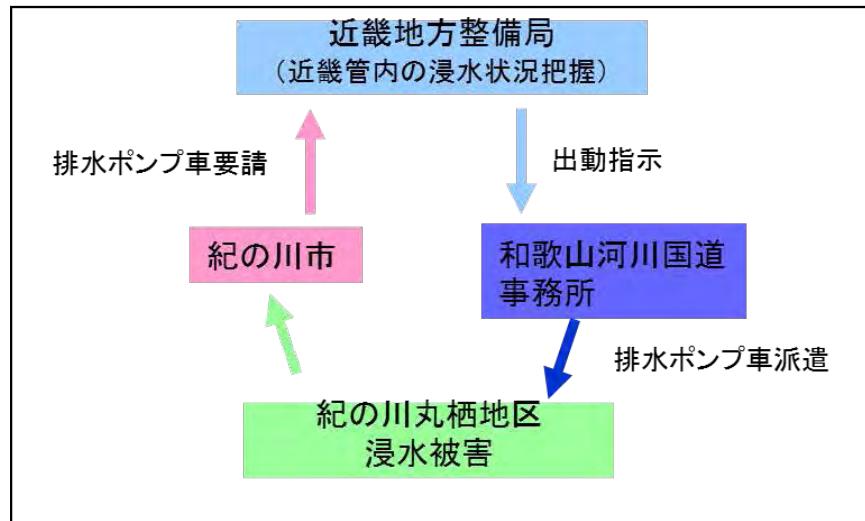 近畿地方整備局
（近畿管内の浸水状況把握）
排水ポンプ車要請
出動指示
紀の川市
和歌山河川国道
事務所
排水ポンプ車派遣
紀の川丸栖地区
浸水被害